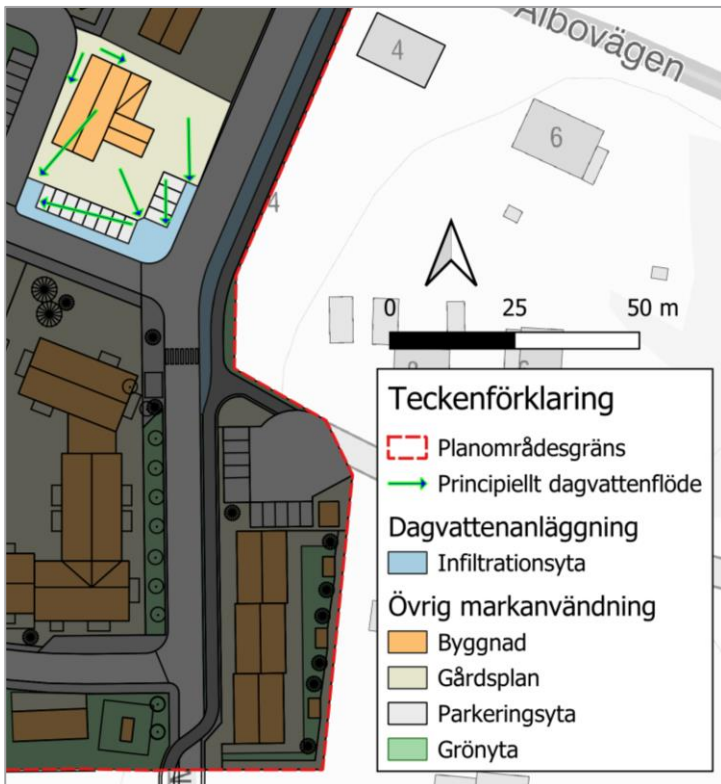 Albovägen
4
6
4
0 25 50 m
Teckenförklaring
Planområdesgräns
Principiellt dagvattenflöde
Dagvattenanläggning
Infiltrationsyta
Övrig markanvändning
Byggnad
Gårdsplan
Parkeringsyta
Grönyta